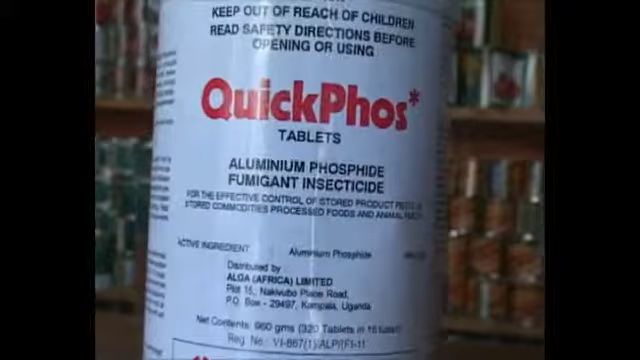 KEEP OUT OF REACH OF CHILDREN
READ SAFETY DIRECTIONS BEFORE
OPENING OR USING
QuickPhos*
TABLETS
ALUMINIUM PHOSPHIDE
FUMIGANT INSECTICIDE
FOR THE EFFECTIVE CONTROL OF STORED PRODUCT PESTS
STORED COMMODITIES PROCESSED FOODS AND ANIMAL
ACTIVE INGREDIENT Aluminium Phosphide
Distributed by
ALGA (AFRICA) LIMITED
Plot 15, Nakivubo Place Road,
P.O. Box - 29497, Kampala, Uganda
Net Contents: 960 gms (320 Tablets in 16
Reg. No.: